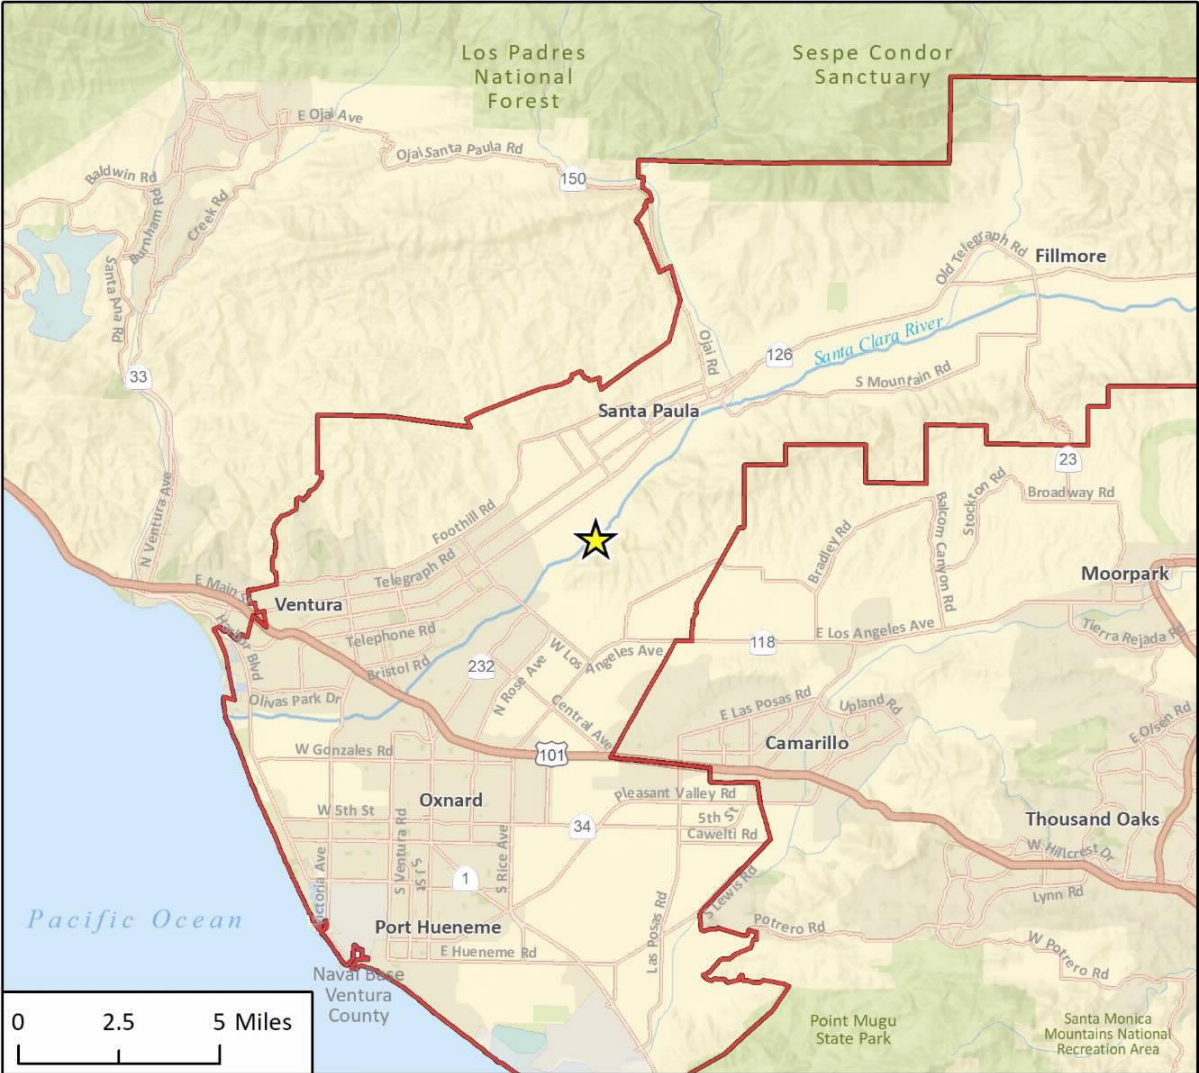 Los Padres
National
Forest
Sespe Condor
Sanctuary
E Ojai Ave
Ojai Santa Paula Rd
150
Baldwin Rd
Burnham Rd
Creek Rd
Santa Ana Rd
33
Old Telegraph Rd
Fillmore
Santa Clara River
Ojai Rd
126
S Mountain Rd
Santa Paula
23
Stockton Rd
Broadway Rd
Balcom Canyon Rd
Bradley Rd
N Ventura Ave
Foothill Rd
Telegraph Rd
Moorpark
E Main St
Ventura
Harbor Blvd
Telephone Rd
W Los Angeles Ave
118
E Los Angeles Ave
Tierra Rejada Rd
Bristol Rd
232
N Rose Ave
Olivas Park Dr
Central Ave
E Las Posas Rd
Upland Rd
E Olsen Rd
W Gonzales Rd
101
Camarillo
Oxnard
Pleasant Valley Rd
W 5th St
34
5th St
Cawelti Rd
Thousand Oaks
W Hillcrest Dr
S Ventura Rd
S J St
S Rice Ave
1
Victoria Ave
S Lewis Rd
Lynn Rd
Pacific Ocean
Port Hueneme
Las Posas Rd
Potrero Rd
W Potrero Rd
E Hueneme Rd
Naval Base
Ventura
County
0 2.5 5 Miles
Point Mugu
State Park
Santa Monica
Mountains National
Recreation Area